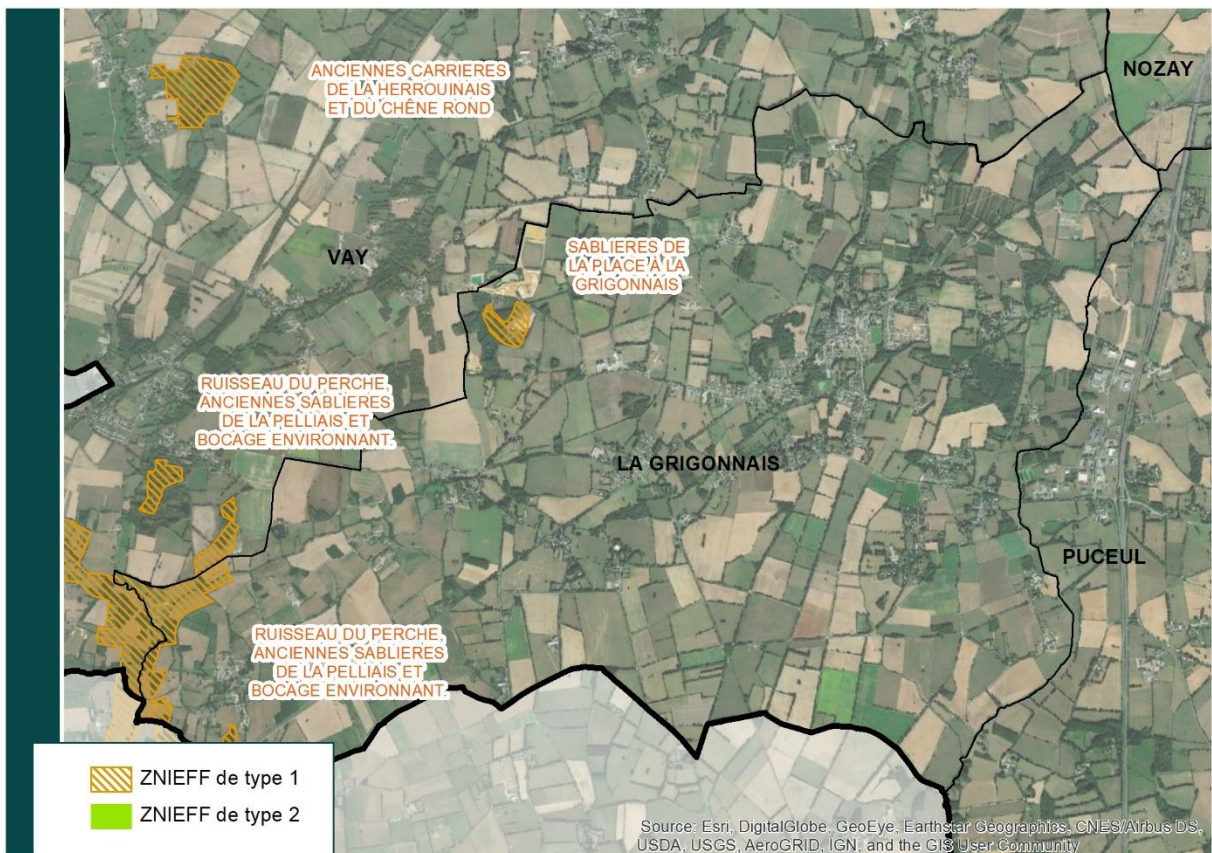 ANCIENNES CARRIERES
DE LA HERROUINAIS
ET DU CHÊNE ROND
NOZAY
VAY
SABLIERES DE
LA PLACE À LA
GRIGONNAIS
RUISSEAU DU PERCHE,
ANCIENNES SABLIERES
DE LA PELLIAIS ET
BOCAGE ENVIRONNANT.
LA GRIGONNAIS
PUCEUL
RUISSEAU DU PERCHE,
ANCIENNES SABLIERES
DE LA PELLIAIS ET
BOCAGE ENVIRONNANT.
ZNIEFF de type 1
ZNIEFF de type 2
Source: Esri, DigitalGlobe, GeoEye, Earthstar Geographics, CNES/Airbus DS,
USDA, USGS, AeroGRID, IGN, and the GIS User Community